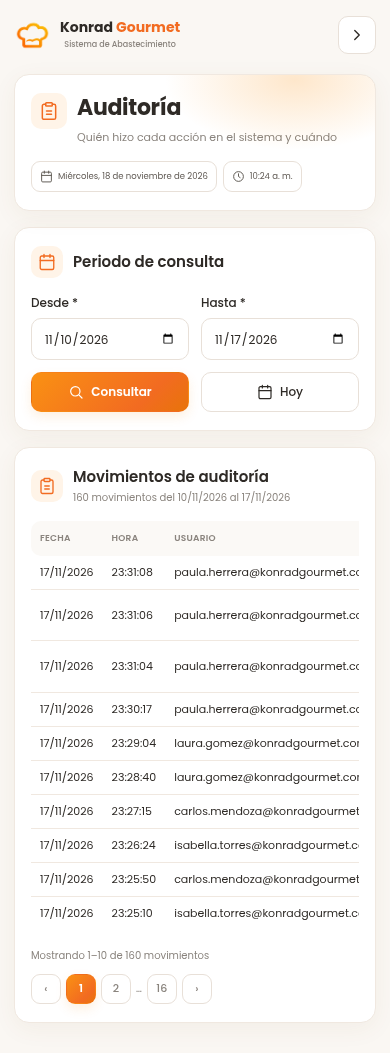 Konrad Gourmet
Sistema de Abastecimiento
Auditoría
Quién hizo cada acción en el sistema y cuándo
Miércoles, 18 de noviembre de 2026
10:24 a. m.
Periodo de consulta
Desde * Hasta *
11/10/2026 11/17/2026
Consultar Hoy
Movimientos de auditoría
160 movimientos del 10/11/2026 al 17/11/2026
FECHA HORA USUARIO
17/11/2026 23:31:08 paula.herrera@konradgourmet.co
17/11/2026 23:31:06 paula.herrera@konradgourmet.co
17/11/2026 23:31:04 paula.herrera@konradgourmet.co
17/11/2026 23:30:17 paula.herrera@konradgourmet.co
17/11/2026 23:29:04 laura.gomez@konradgourmet.cor
17/11/2026 23:28:40 laura.gomez@konradgourmet.cor
17/11/2026 23:27:15 carlos.mendoza@konradgourmet
17/11/2026 23:26:24 isabella.torres@konradgourmet.c
17/11/2026 23:25:50 carlos.mendoza@konradgourmet
17/11/2026 23:25:10 isabella.torres@konradgourmet.c
Mostrando 1–10 de 160 movimientos
‹ 1 2 … 16 ›